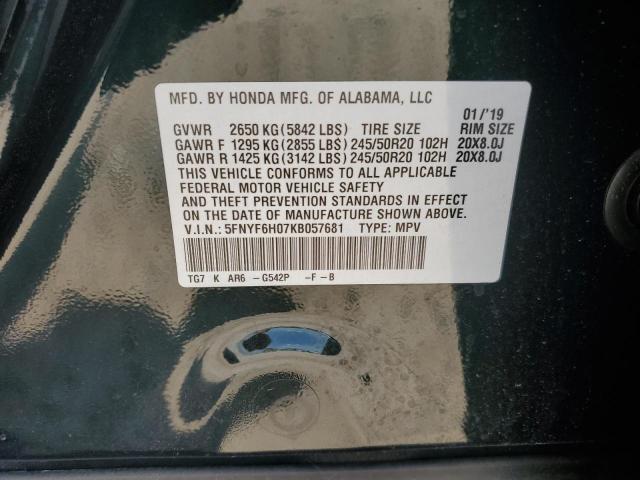 MFD. BY HONDA MFG. OF ALABAMA, LLC
01/'19
GVWR 2650 KG(5842 LBS) TIRE SIZE RIM SIZE
GAWR F 1295 KG(2855 LBS) 245/50R20 102H 20X8.0J
GAWR R 1425 KG(3142 LBS) 245/50R20 102H 20X8.0J
THIS VEHICLE CONFORMS TO ALL APPLICABLE
FEDERAL MOTOR VEHICLE SAFETY
AND THEFT PREVENTION STANDARDS IN EFFECT
ON THE DATE OF MANUFACTURE SHOWN ABOVE.
V.I.N.: 5FNYF6H07KB057681 TYPE: MPV
TG7 K AR6 -G542P -F -B